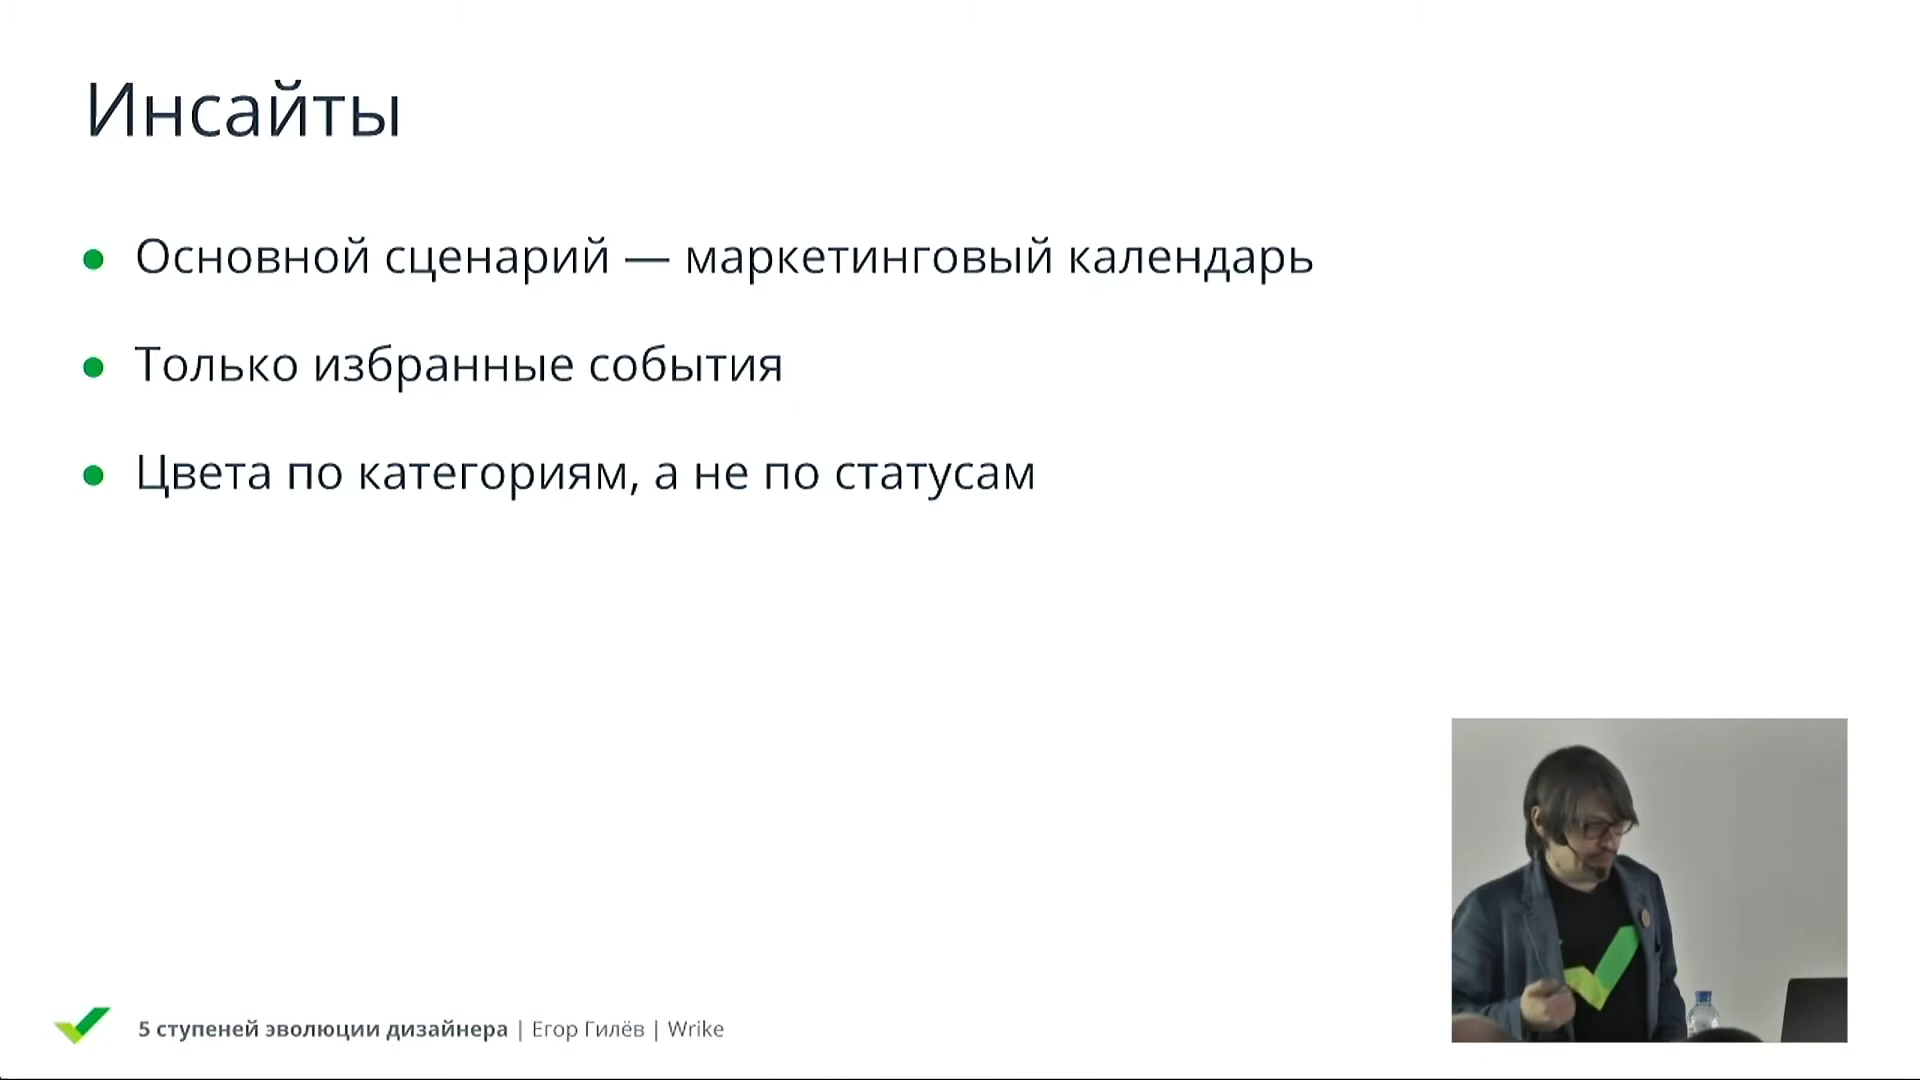 Инсайты
Основной сценарий — маркетинговый календарь
Только избранные события
Цвета по категориям, а не по статусам
5 ступеней эволюции дизайнера | Егор Гилёв | Wrike